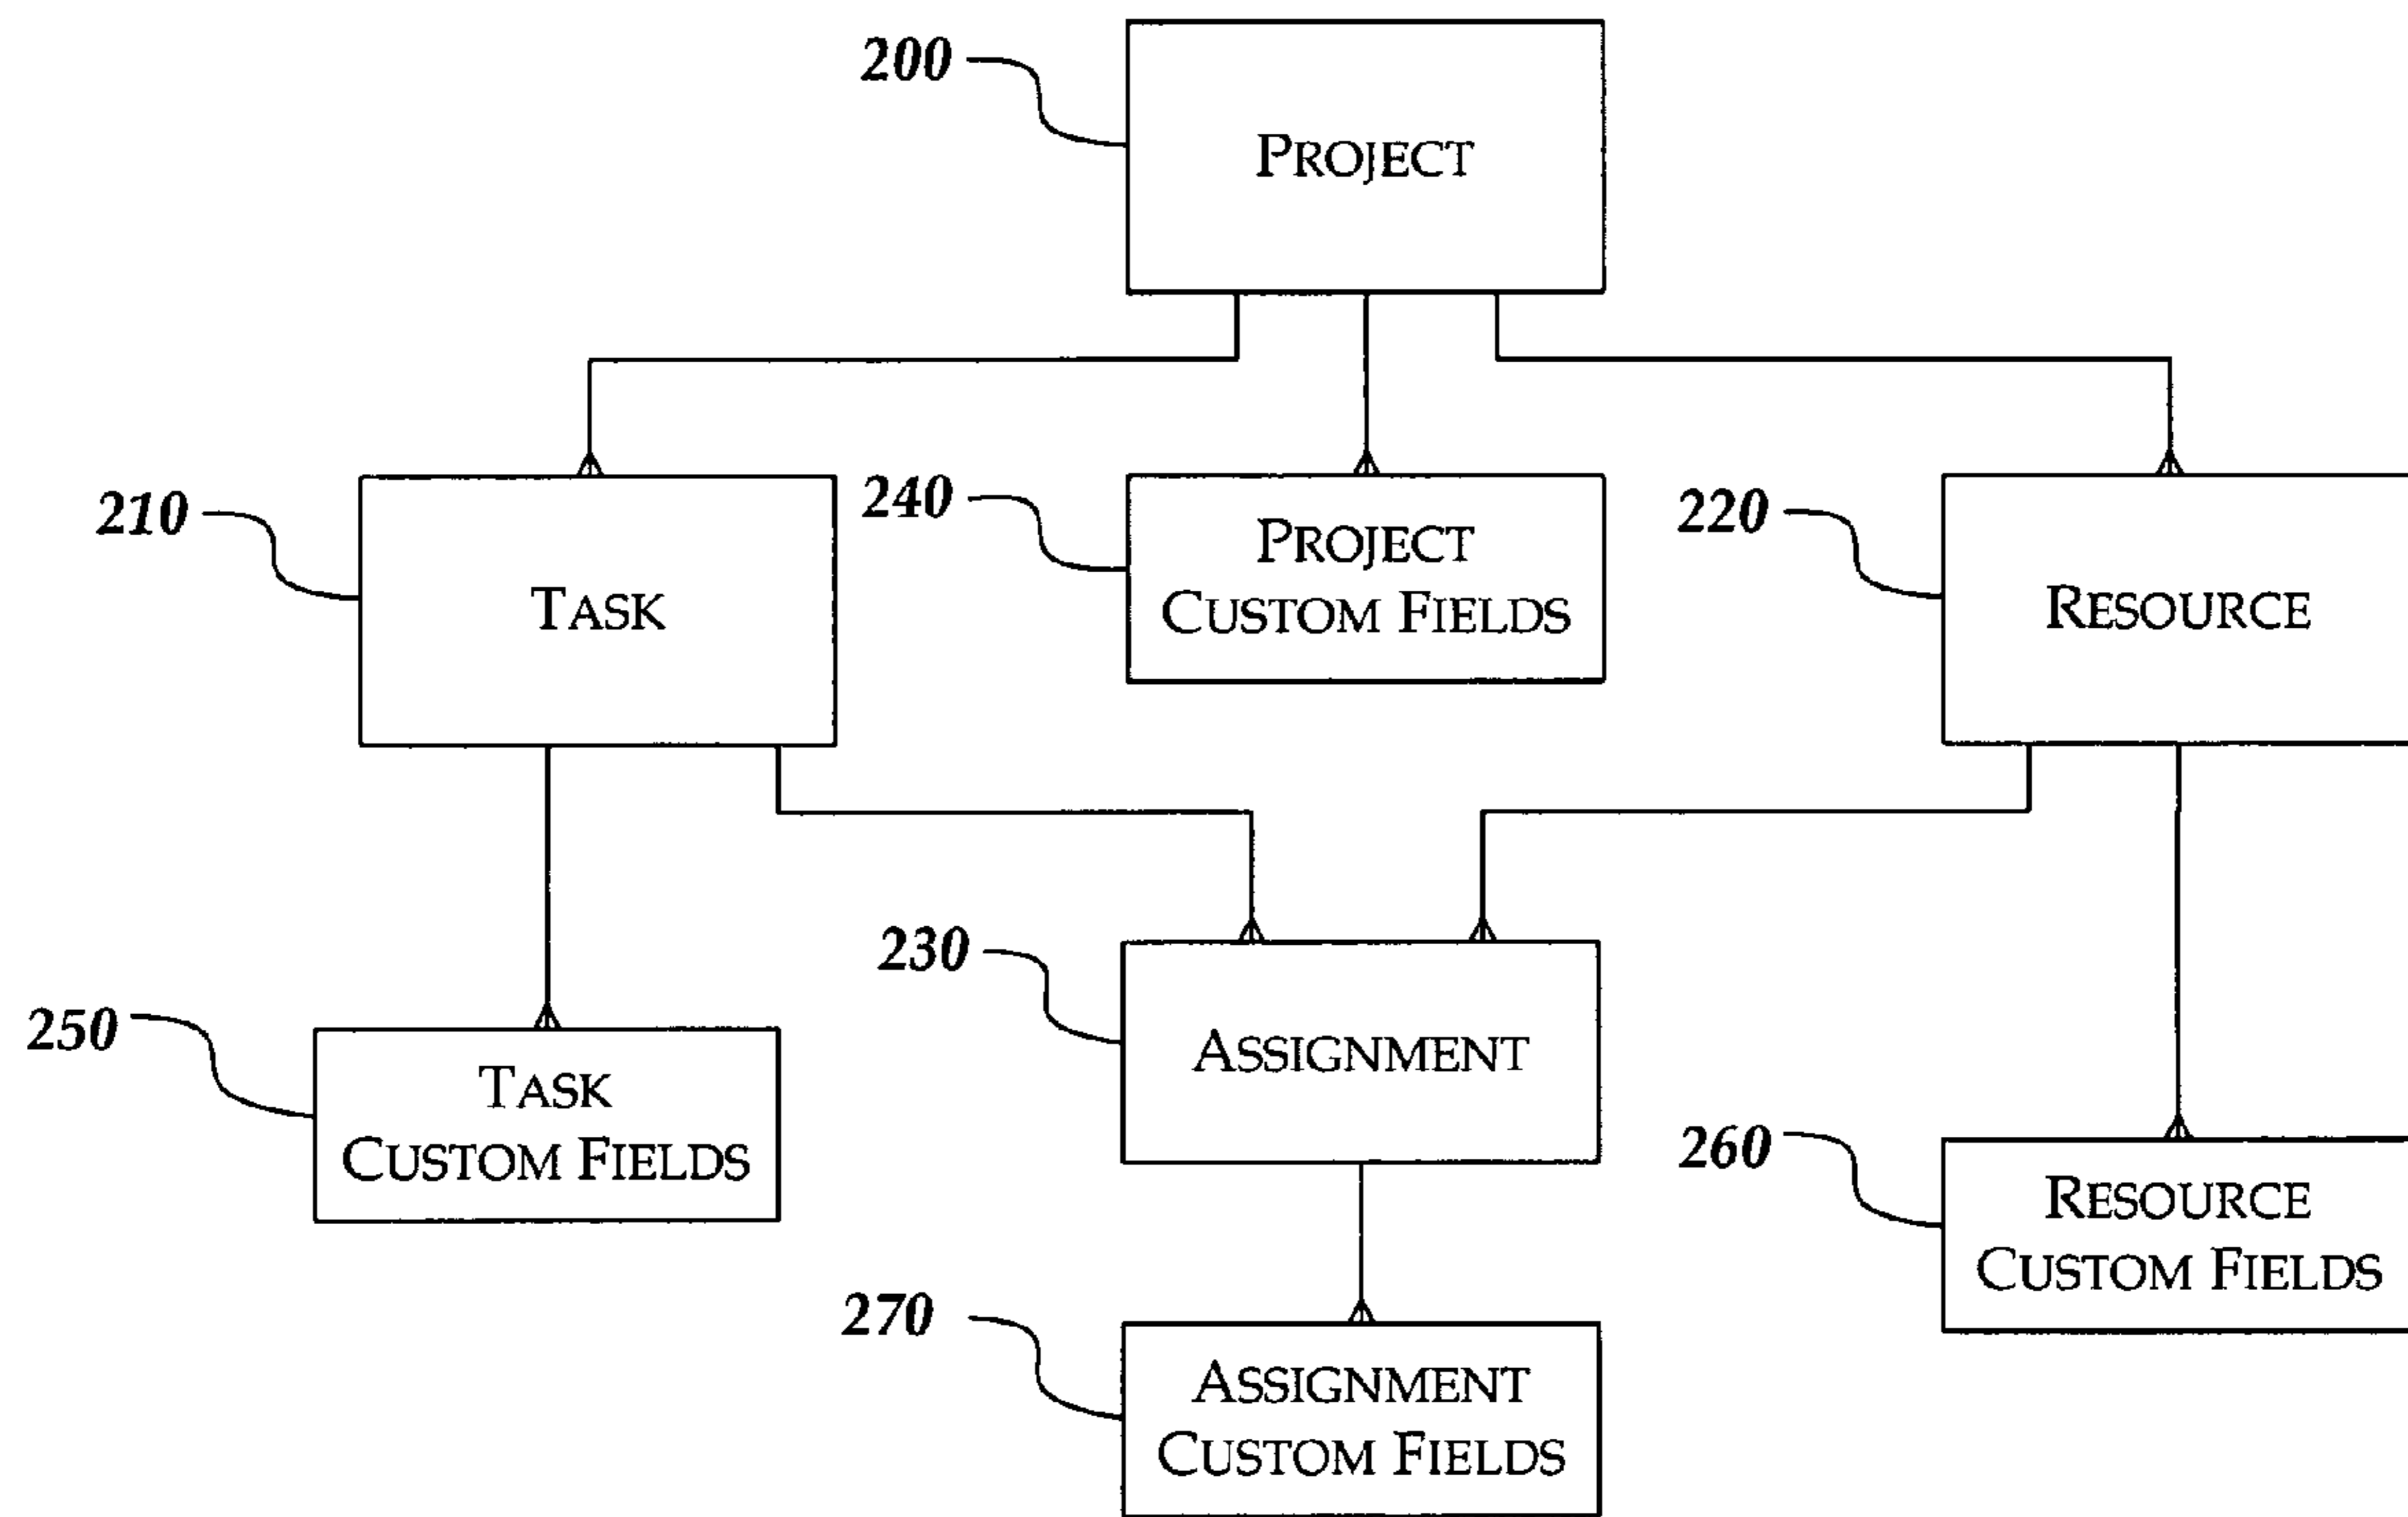 200
PROJECT
210
TASK
240
PROJECT
CUSTOM FIELDS
220
RESOURCE
230
ASSIGNMENT
250
TASK
CUSTOM FIELDS
260
RESOURCE
CUSTOM FIELDS
270
ASSIGNMENT
CUSTOM FIELDS